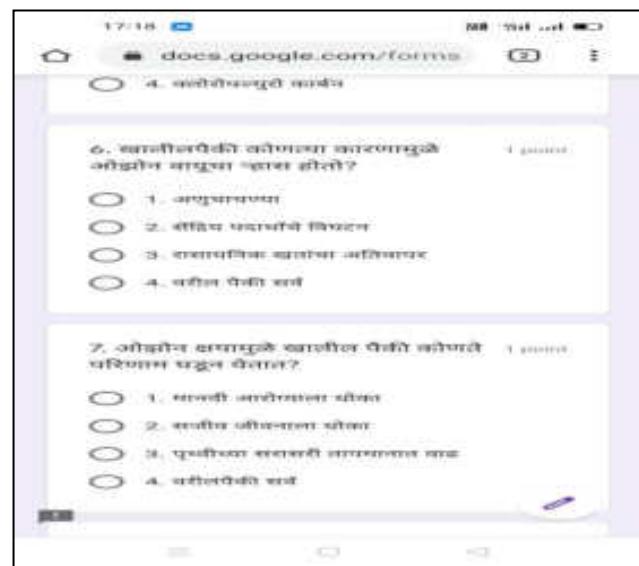 17:18
docs.google.com/forms
2
4. क्लोरोफ्ल्युरो कार्बन
6. खालीलपैकी कोणत्या कारणामुळे 1 point
ओझोन वायूचा ऱ्हास होतो?
1. अणुचाचण्या
2. सेंद्रिय पदार्थांचे विघटन
3. रासायनिक खतांचा अतिवापर
4. वरील पैकी सर्व
7. ओझोन क्षयामुळे खालील पैकी कोणते 1 point
परिणाम घडून येतात?
1. मानवी आरोग्याला धोका
2. सजीव जीवनाला धोका
3. पृथ्वीच्या सरासरी तापमानात वाढ
4. वरीलपैकी सर्व